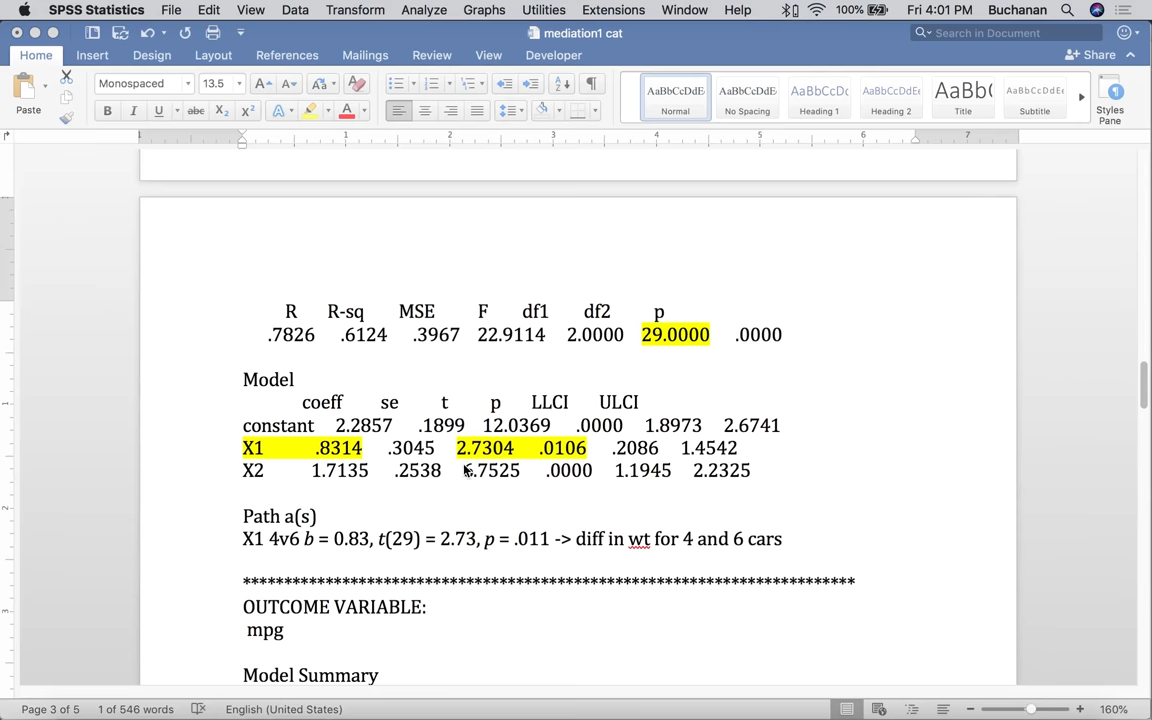 SPSS Statistics File Edit View Data Transform Analyze Graphs Utilities Extensions Window Help 100% Fri 4:01 PM Buchanan
mediation1 cat Search in Document
Home Insert Design Layout References Mailings Review View Developer Share
Paste Monospaced 13.5 AaBbCcDdE AaBbCcDdE AaBbCcDc AaBbCcDdE AaBb( AaBbCcDdEe Styles Pane
Normal No Spacing Heading 1 Heading 2 Title Subtitle
R R-sq MSE F df1 df2 p
.7826 .6124 .3967 22.9114 2.0000 29.0000 .0000
Model
coeff se t p LLCI ULCI
constant 2.2857 .1899 12.0369 .0000 1.8973 2.6741
X1 .8314 .3045 2.7304 .0106 .2086 1.4542
X2 1.7135 .2538 6.7525 .0000 1.1945 2.2325
Path a(s)
X1 4v6 b = 0.83, t(29) = 2.73, p = .011 -> diff in wt for 4 and 6 cars
***************************************************************************
OUTCOME VARIABLE:
mpg
Model Summary
Page 3 of 5 1 of 546 words English (United States) 160%